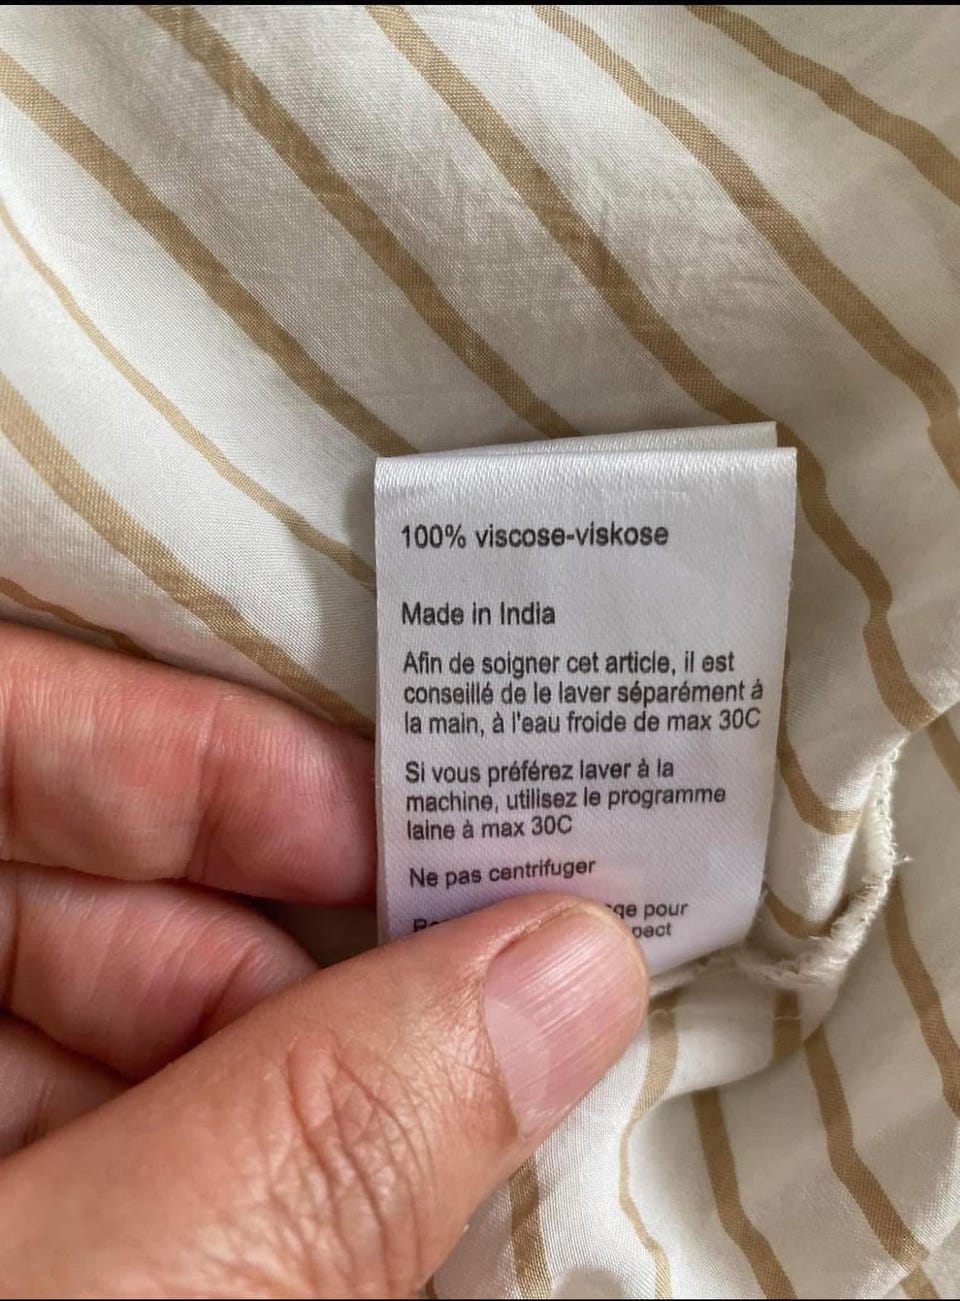 100% viscose-viskose
Made in India
Afin de soigner cet article, il est
conseillé de le laver séparément à
la main, à l'eau froide de max 30C
Si vous préférez laver à la
machine, utilisez le programme
laine à max 30C
Ne pas centrifuger
pour